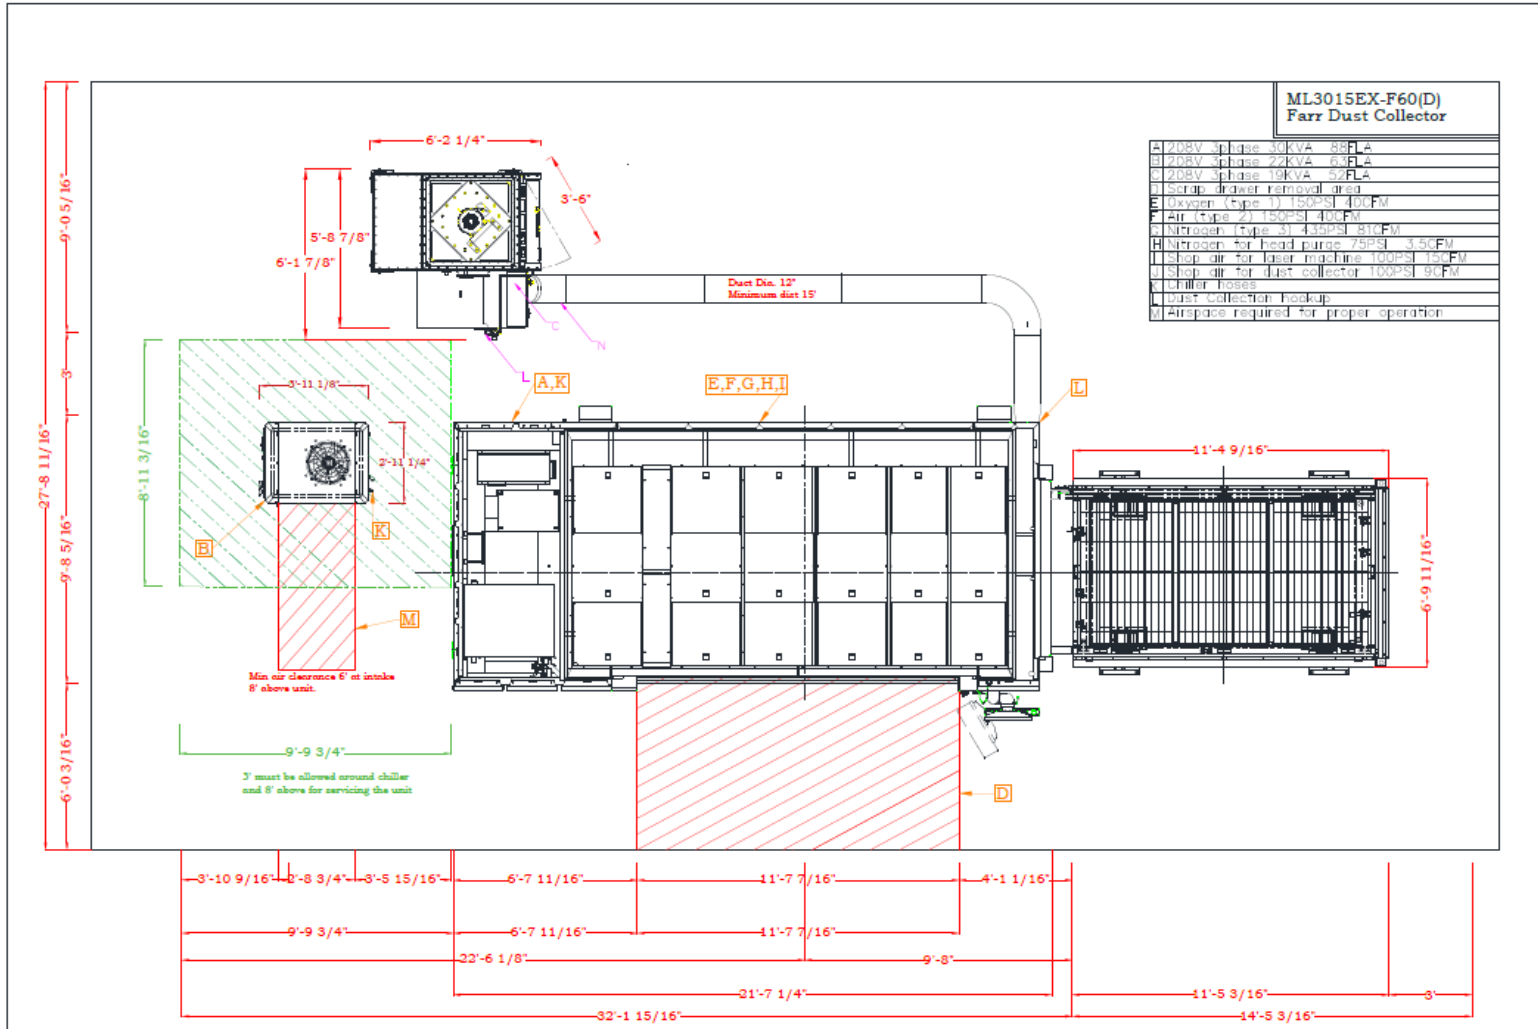 ML3015EX-F60(D)
Farr Dust Collector
A 208V 3phase 30KVA 88FLA
B 208V 3phase 22KVA 63FLA
C 208V 3phase 19KVA 52FLA
D Scrap drawer removal area
E Oxygen (type 1) 150PSI 40CFM
F Air (type 2) 150PSI 40CFM
G Nitrogen (type 3) 435PSI 81CFM
H Nitrogen for head purge 75PSI 3.5CFM
I Shop air for laser machine 100PSI 15CFM
J Shop air for dust collector 100PSI 9CFM
K Chiller hoses
L Dust Collection hookup
M Airspace required for proper operation
6'-2 1/4"
3'-6"
5'-8 7/8"
6'-1 7/8"
9'-0 5/16"
Duct Dia. 12"
Minimum dist 15'
C
N
L
3'
A,K
E,F,G,H,I
L
3'-11 1/8"
2'-11 1/4"
8'-11 3/16"
27'-8 11/16"
9'-8 5/16"
11'-4 9/16"
6'-9 11/16"
B
K
M
Min air clearance 6' at intake
8' above unit.
9'-9 3/4"
3' must be allowed around chiller
and 8' above for servicing the unit
6'-0 3/16"
D
3'-10 9/16"
2'-8 3/4"
3'-5 15/16"
6'-7 11/16"
11'-7 7/16"
4'-1 1/16"
9'-9 3/4"
6'-7 11/16"
11'-7 7/16"
22'-6 1/8"
9'-8"
21'-7 1/4"
11'-5 3/16"
3'
32'-1 15/16"
14'-5 3/16"